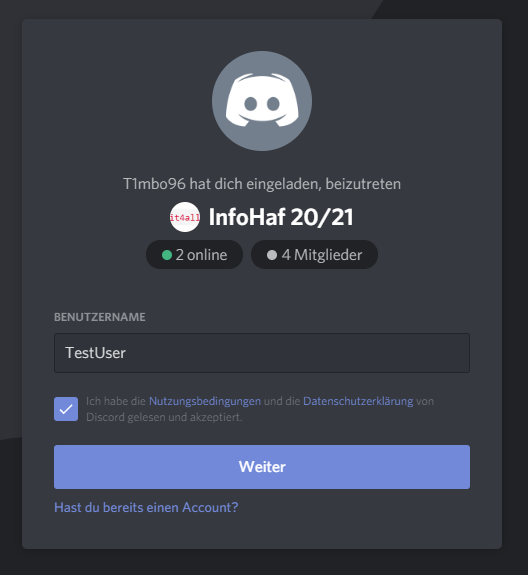 T1mbo96 hat dich eingeladen, beizutreten
it4all InfoHaf 20/21
2 online 4 Mitglieder
BENUTZERNAME
TestUser
Ich habe die Nutzungsbedingungen und die Datenschutzerklärung von
Discord gelesen und akzeptiert.
Weiter
Hast du bereits einen Account?